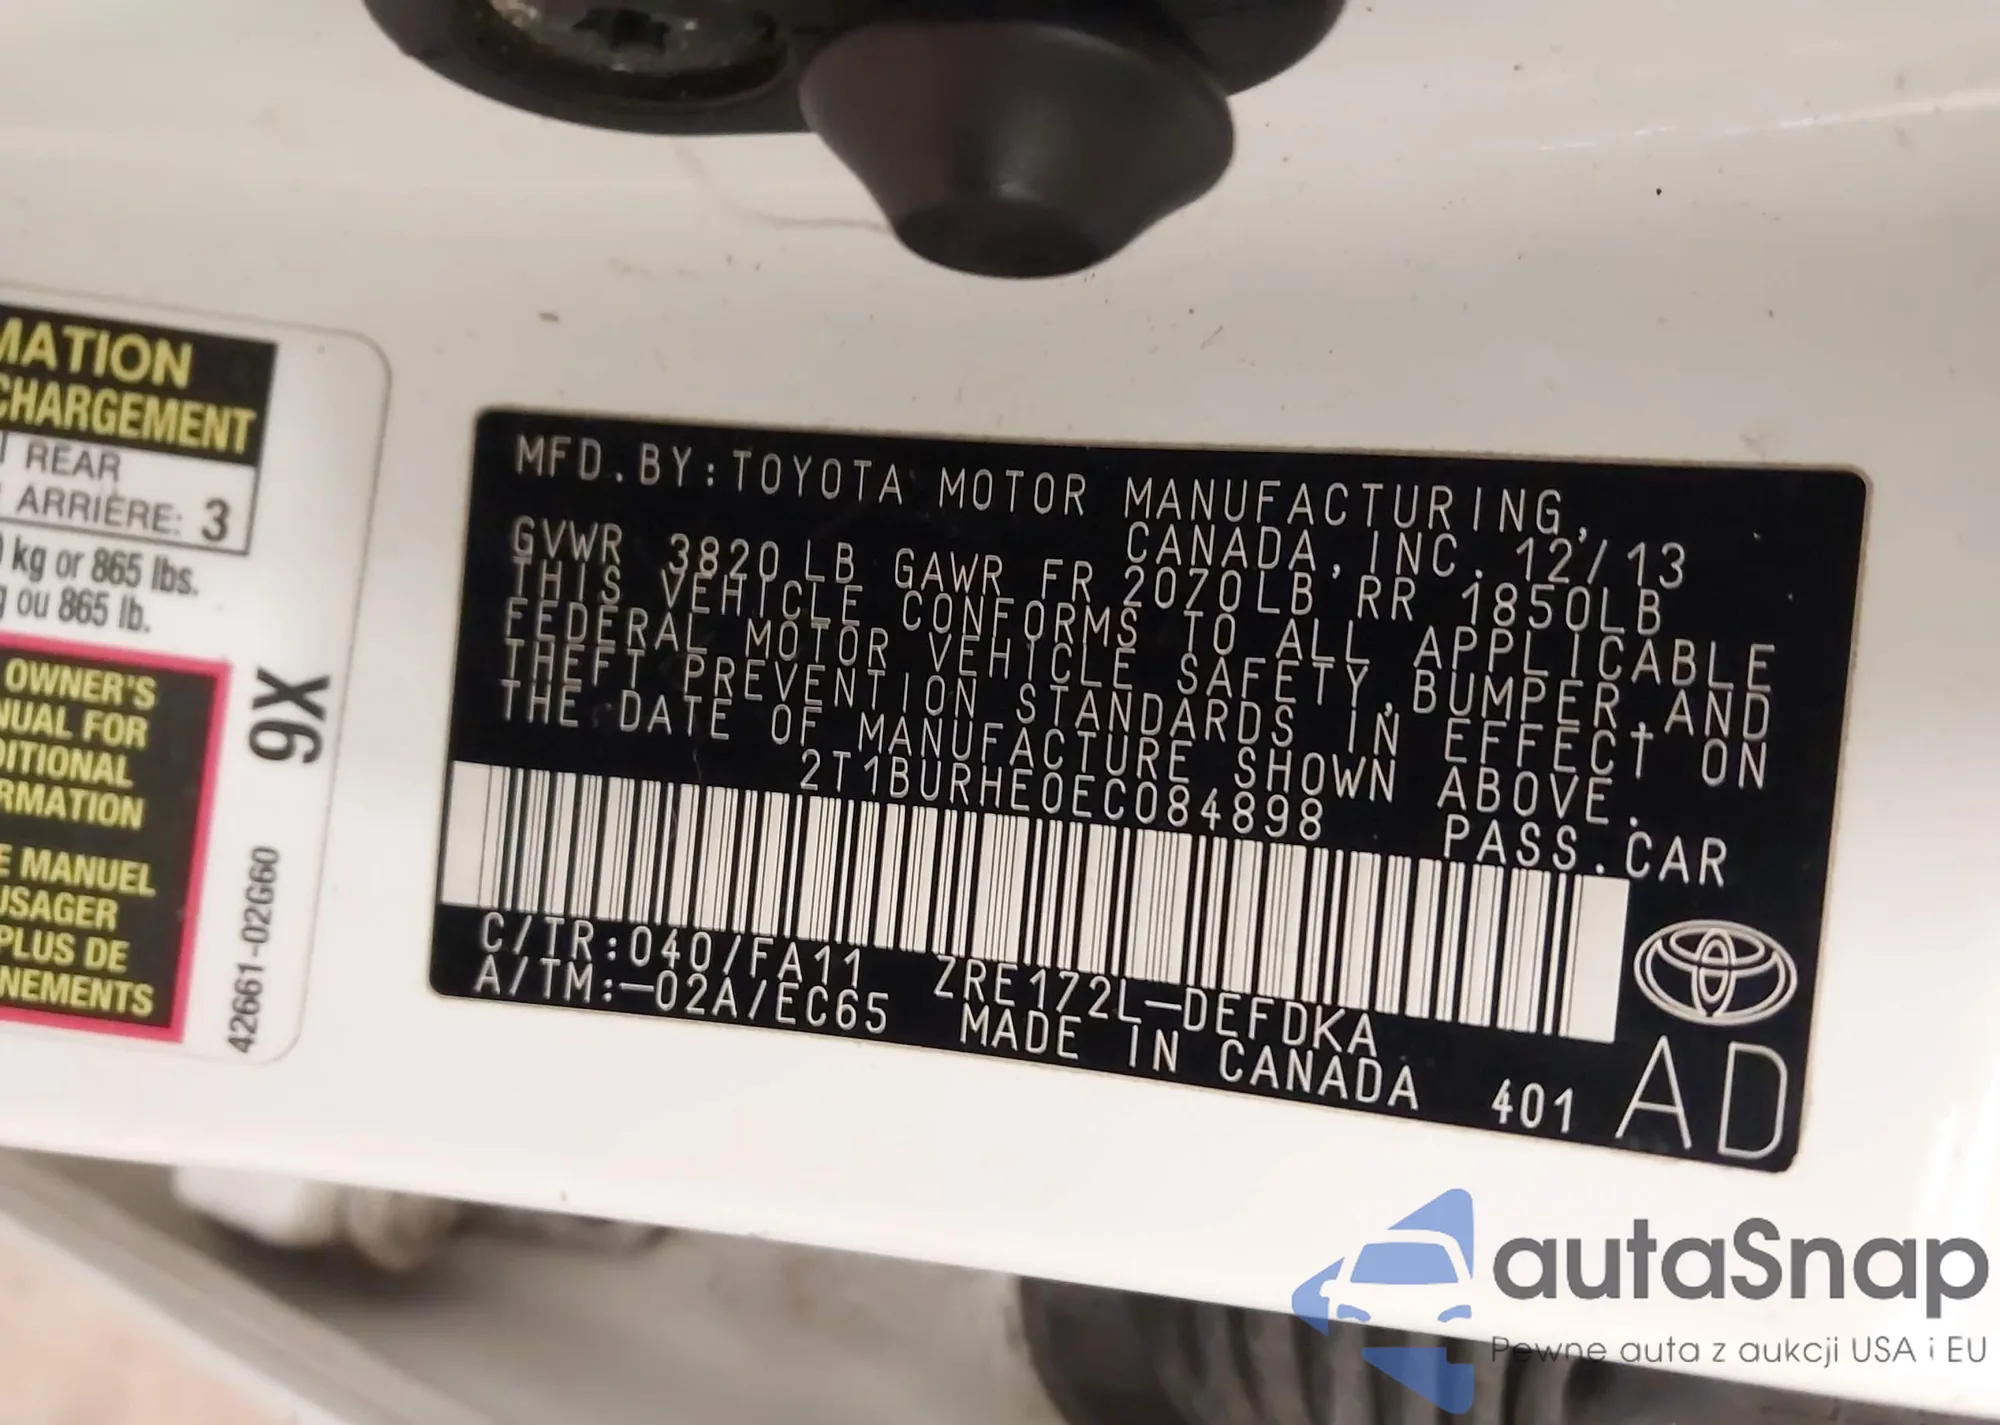 MATION
CHARGEMENT
REAR
ARRIÈRE: 3
kg or 865 lbs.
ou 865 lb.
OWNER'S
NUAL FOR
DITIONAL
RMATION
E MANUEL
USAGER
PLUS DE
NEMENTS
9X
42661-02G60
MFD.BY:TOYOTA MOTOR MANUFACTURING,
CANADA,INC. 12/13
GVWR 3820LB GAWR FR 2070LB RR 1850LB
THIS VEHICLE CONFORMS TO ALL APPLICABLE
FEDERAL MOTOR VEHICLE SAFETY,BUMPER,AND
THEFT PREVENTION STANDARDS IN EFFECT ON
THE DATE OF MANUFACTURE SHOWN ABOVE.
2T1BURHE0EC084898 PASS.CAR
C/TR:040/FA11 ZRE172L-DEFDKA
A/TM:-02A/EC65 MADE IN CANADA 401 AD
autaSnap
Pewne auta z aukcji USA i EU